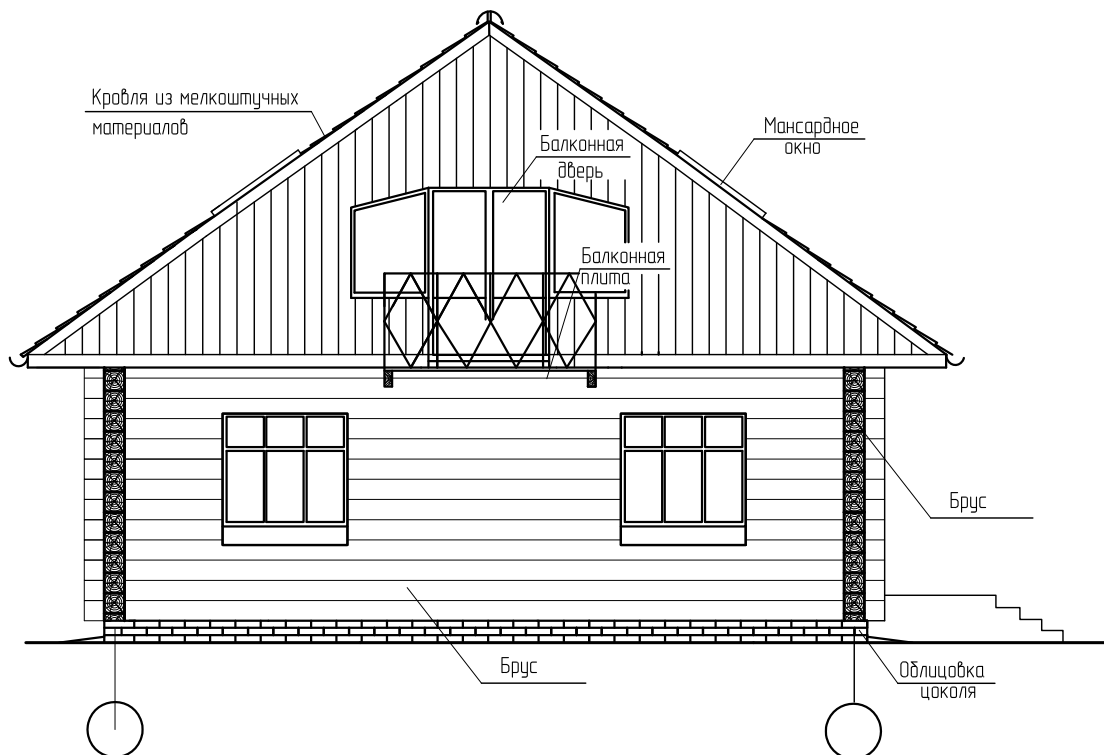 Кровля из мелкоштучных
материалов
Мансардное
окно
Балконная
дверь
Балконная
плита
Брус
Брус
Облицовка
цоколя